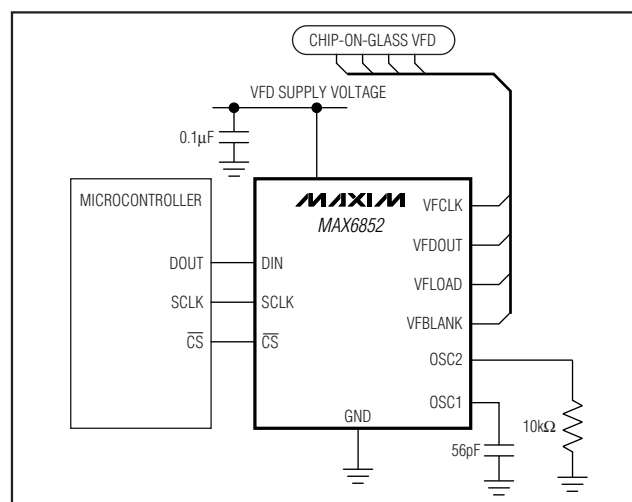 CHIP-ON-GLASS VFD
VFD SUPPLY VOLTAGE
0.1μF
MICROCONTROLLER
MAXIM
MAX6852
VFCLK
VFDOUT
DOUT
DIN
VFLOAD
SCLK
SCLK
VFBLANK
CS
CS
OSC2
OSC1
GND
10kΩ
56pF